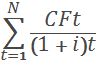 N
∑ CFt / (1 + i)t
t=1